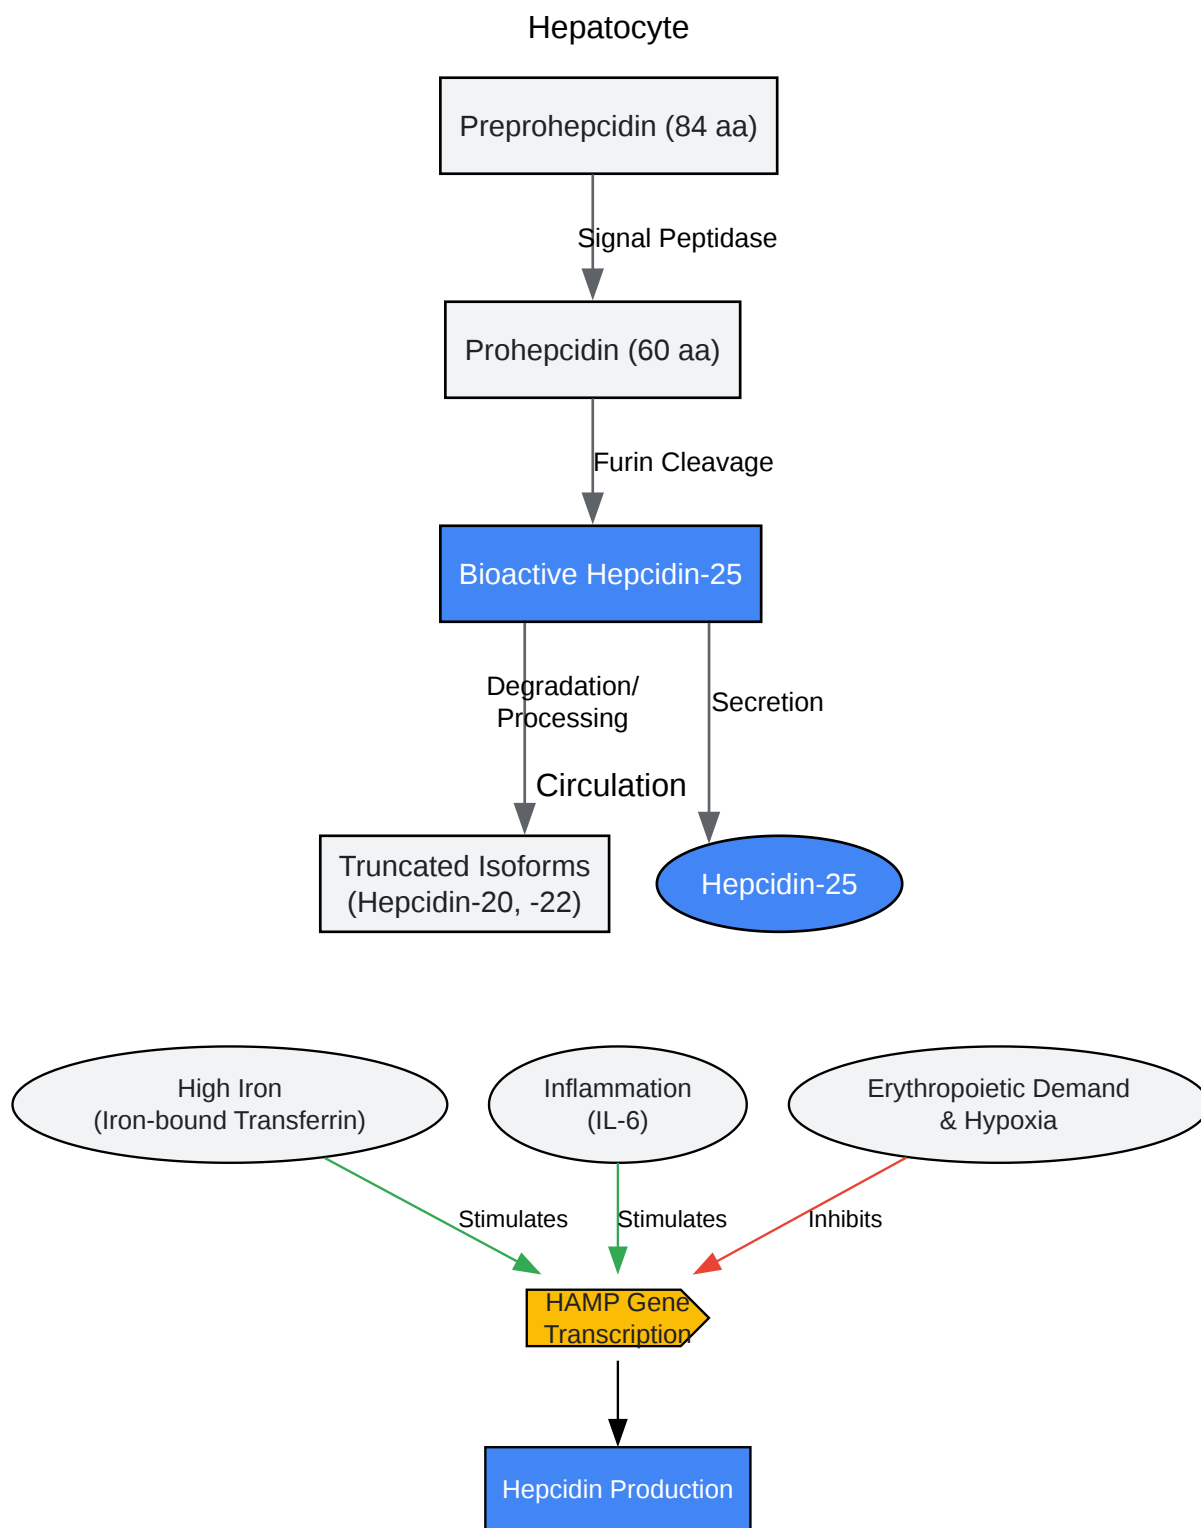 Hepatocyte
Preprohepcidin (84 aa)
Signal Peptidase
Prohepcidin (60 aa)
Furin Cleavage
Bioactive Hepcidin-25
Degradation/
Processing
Secretion
Circulation
Truncated Isoforms
(Hepcidin-20, -22)
Hepcidin-25
High Iron
(Iron-bound Transferrin)
Inflammation
(IL-6)
Erythropoietic Demand
& Hypoxia
Stimulates
Stimulates
Inhibits
HAMP Gene
Transcription
Hepcidin Production